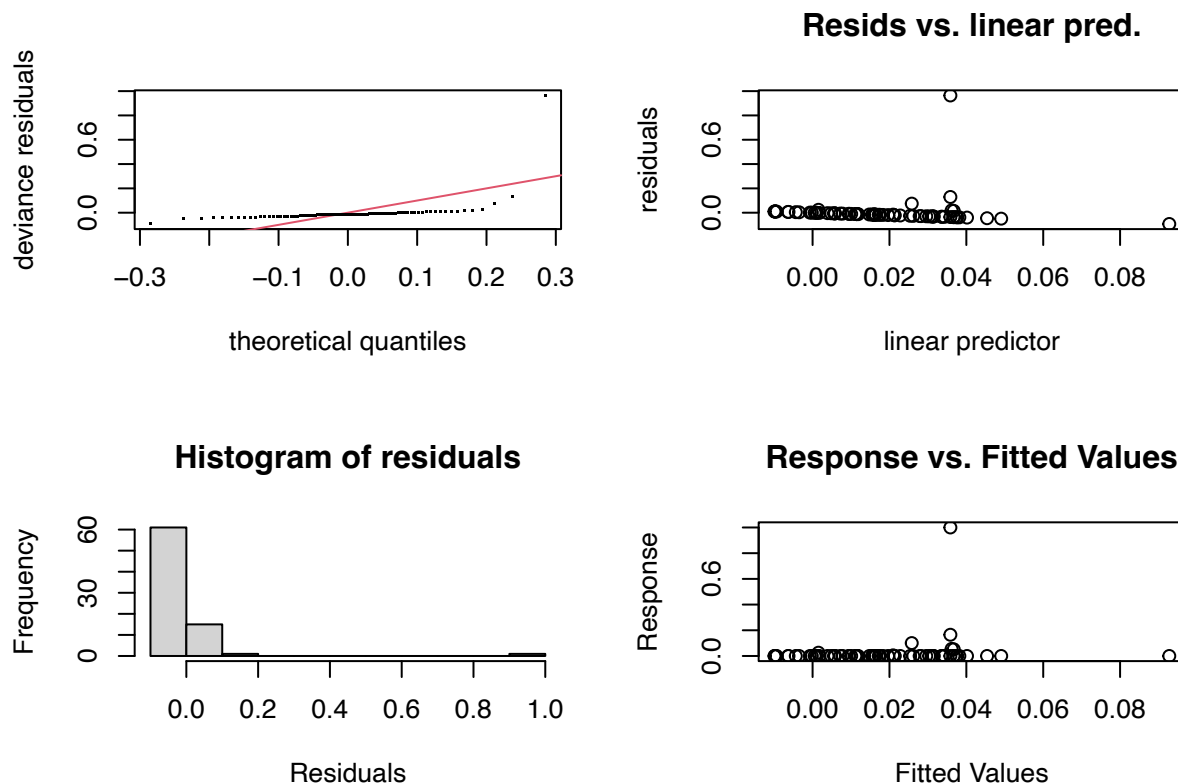 deviance residuals
0.0 0.6
−0.3 −0.1 0.0 0.1 0.2 0.3
theoretical quantiles
Resids vs. linear pred.
residuals
0.0 0.6
0.00 0.02 0.04 0.06 0.08
linear predictor
Histogram of residuals
Frequency
0 30 60
0.0 0.2 0.4 0.6 0.8 1.0
Residuals
Response vs. Fitted Values
Response
0.0 0.6
0.00 0.02 0.04 0.06 0.08
Fitted Values